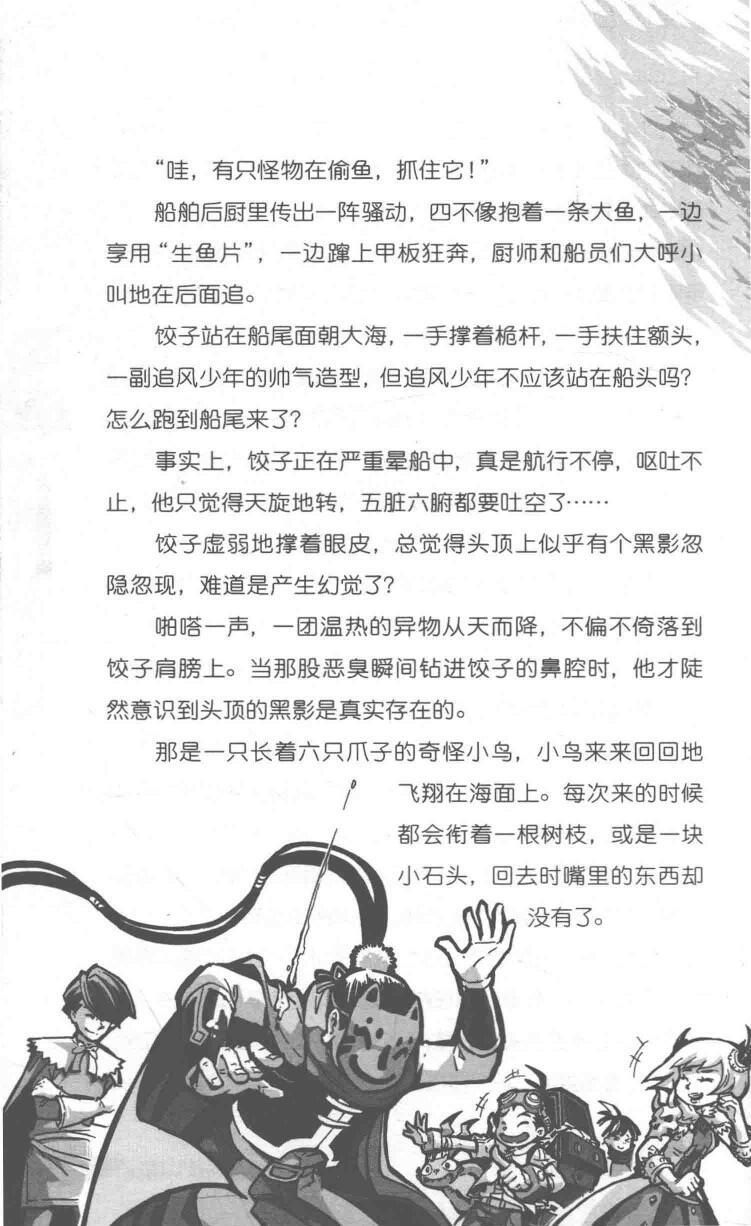 “哇，有只怪物在偷鱼，抓住它！”
船舶后厨里传出一阵骚动，四不像抱着一条大鱼，一边
享用“生鱼片”，一边蹿上甲板狂奔，厨师和船员们大呼小
叫地在后面追。
饺子站在船尾面朝大海，一手撑着桅杆，一手扶住额头，
一副追风少年的帅气造型，但追风少年不应该站在船头吗？
怎么跑到船尾来了？
事实上，饺子正在严重晕船中，真是航行不停，呕吐不
止，他只觉得天旋地转，五脏六腑都要吐空了……
饺子虚弱地撑着眼皮，总觉得头顶上似乎有个黑影忽
隐忽现，难道是产生幻觉了？
啪嗒一声，一团温热的异物从天而降，不偏不倚落到
饺子肩膀上。当那股恶臭瞬间钻进饺子的鼻腔时，他才陡
然意识到头顶的黑影是真实存在的。
那是一只长着六只爪子的奇怪小鸟，小鸟来来回回地
飞翔在海面上。每次来的时候
都会衔着一根树枝，或是一块
小石头，回去时嘴里的东西却
没有了。